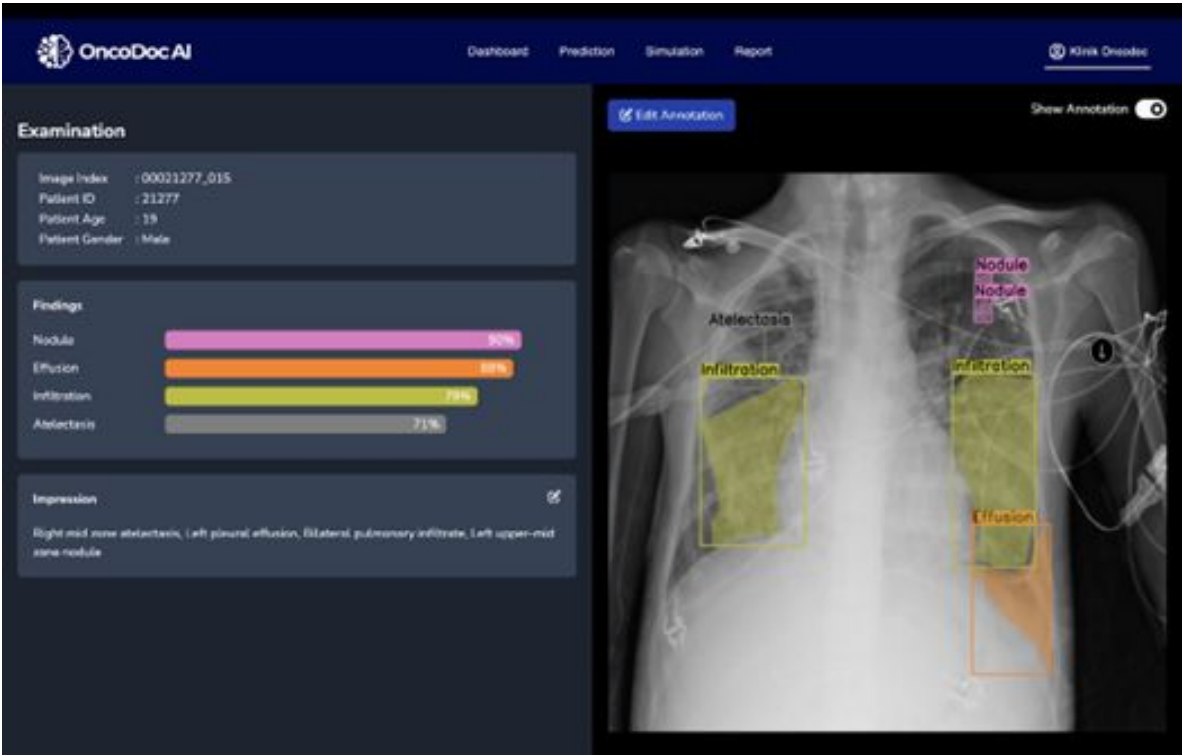 OncoDoc AI
Dashboard Prediction Simulation Report
Klinik Oncodoc
Edit Annotation
Show Annotation
Examination
Image Index : 00021277_015
Patient ID : 21277
Patient Age : 19
Patient Gender : Male
Findings
Nodule 90%
Effusion 88%
Infiltration 79%
Atelectasis 71%
Impression
Right mid zone atelectasis, Left pleural effusion, Bilateral pulmonary infiltrate, Left upper-mid
zone nodule
Nodule
Nodule
Atelectasis
Infiltration
Infiltration
Effusion